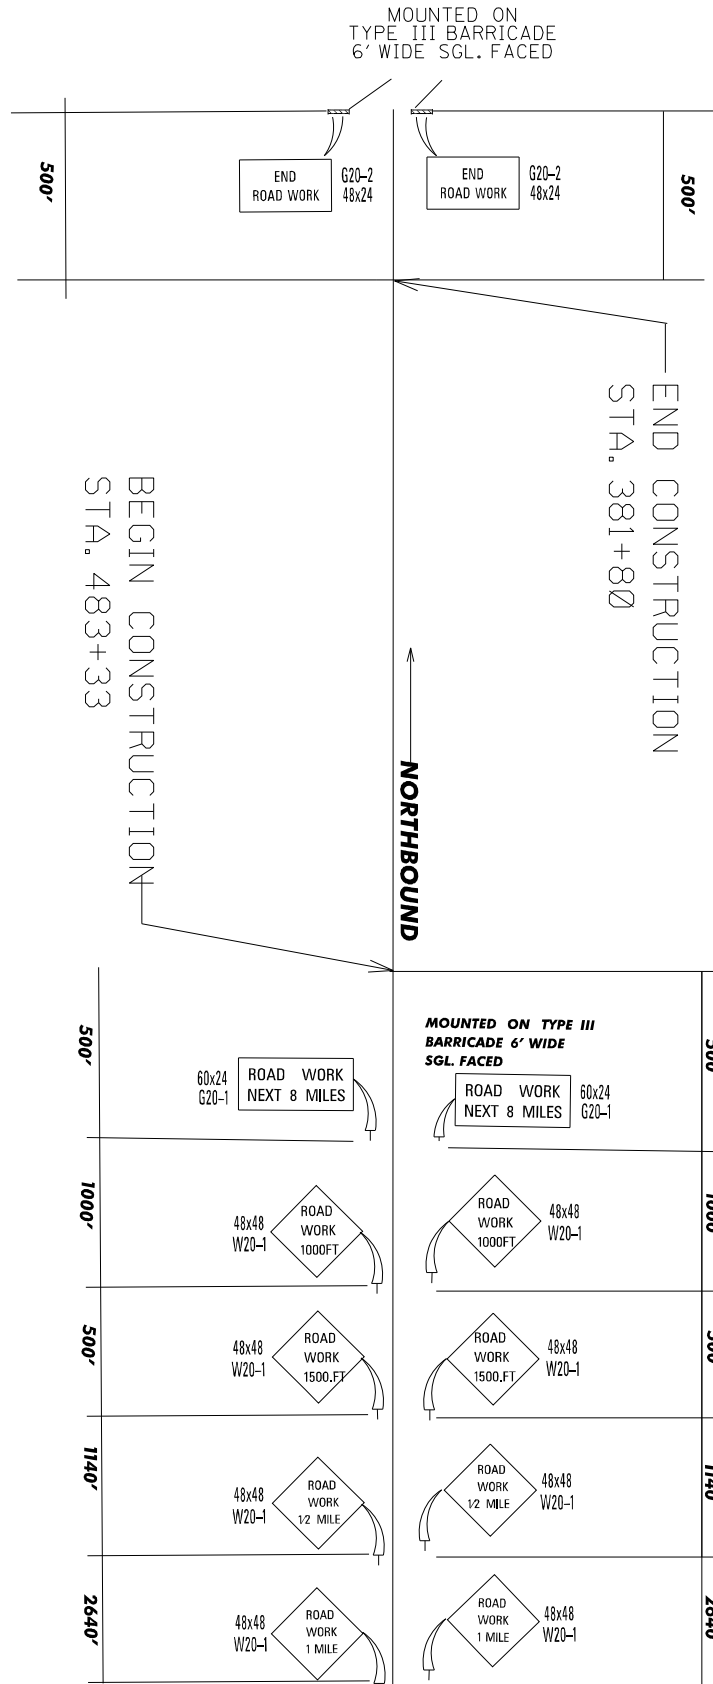 MOUNTED ON
TYPE III BARRICADE
6' WIDE SGL. FACED
500'
END
ROAD WORK
G20-2
48x24
END
ROAD WORK
G20-2
48x24
500'
END CONSTRUCTION
STA. 381+80
BEGIN CONSTRUCTION
STA. 483+33
NORTHBOUND
500'
60x24
G20-1
ROAD WORK
NEXT 8 MILES
MOUNTED ON TYPE III
BARRICADE 6' WIDE
SGL. FACED
ROAD WORK
NEXT 8 MILES
60x24
G20-1
500
1000'
48x48
W20-1
ROAD
WORK
1000FT
ROAD
WORK
1000FT
48x48
W20-1
1000
500'
48x48
W20-1
ROAD
WORK
1500.FT
ROAD
WORK
1500FT
48x48
W20-1
500
1140'
48x48
W20-1
ROAD
WORK
1/2 MILE
ROAD
WORK
1/2 MILE
48x48
W20-1
1140
2640'
48x48
W20-1
ROAD
WORK
1 MILE
ROAD
WORK
1 MILE
48x48
W20-1
2640